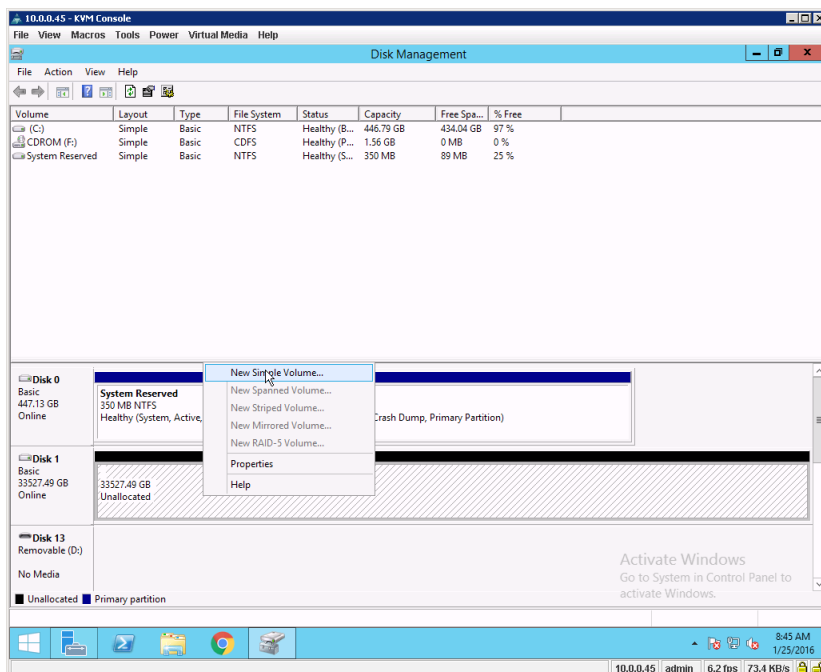 10.0.0.45 - KVM Console
File View Macros Tools Power Virtual Media Help
Disk Management
File Action View Help
Volume Layout Type File System Status Capacity Free Spa... % Free
(C:) Simple Basic NTFS Healthy (B... 446.79 GB 434.04 GB 97 %
CDROM (F:) Simple Basic CDFS Healthy (P... 1.56 GB 0 MB 0 %
System Reserved Simple Basic NTFS Healthy (S... 350 MB 89 MB 25 %
Disk 0
Basic
447.13 GB
Online
System Reserved
350 MB NTFS
Healthy (System, Active,
Crash Dump, Primary Partition)
New Simple Volume...
New Spanned Volume...
New Striped Volume...
New Mirrored Volume...
New RAID-5 Volume...
Properties
Help
Disk 1
Basic
33527.49 GB
Online
33527.49 GB
Unallocated
Disk 13
Removable (D:)
No Media
Activate Windows
Go to System in Control Panel to
activate Windows.
Unallocated Primary partition
8:45 AM
1/25/2016
10.0.0.45 admin 6.2 fps 73.4 KB/s